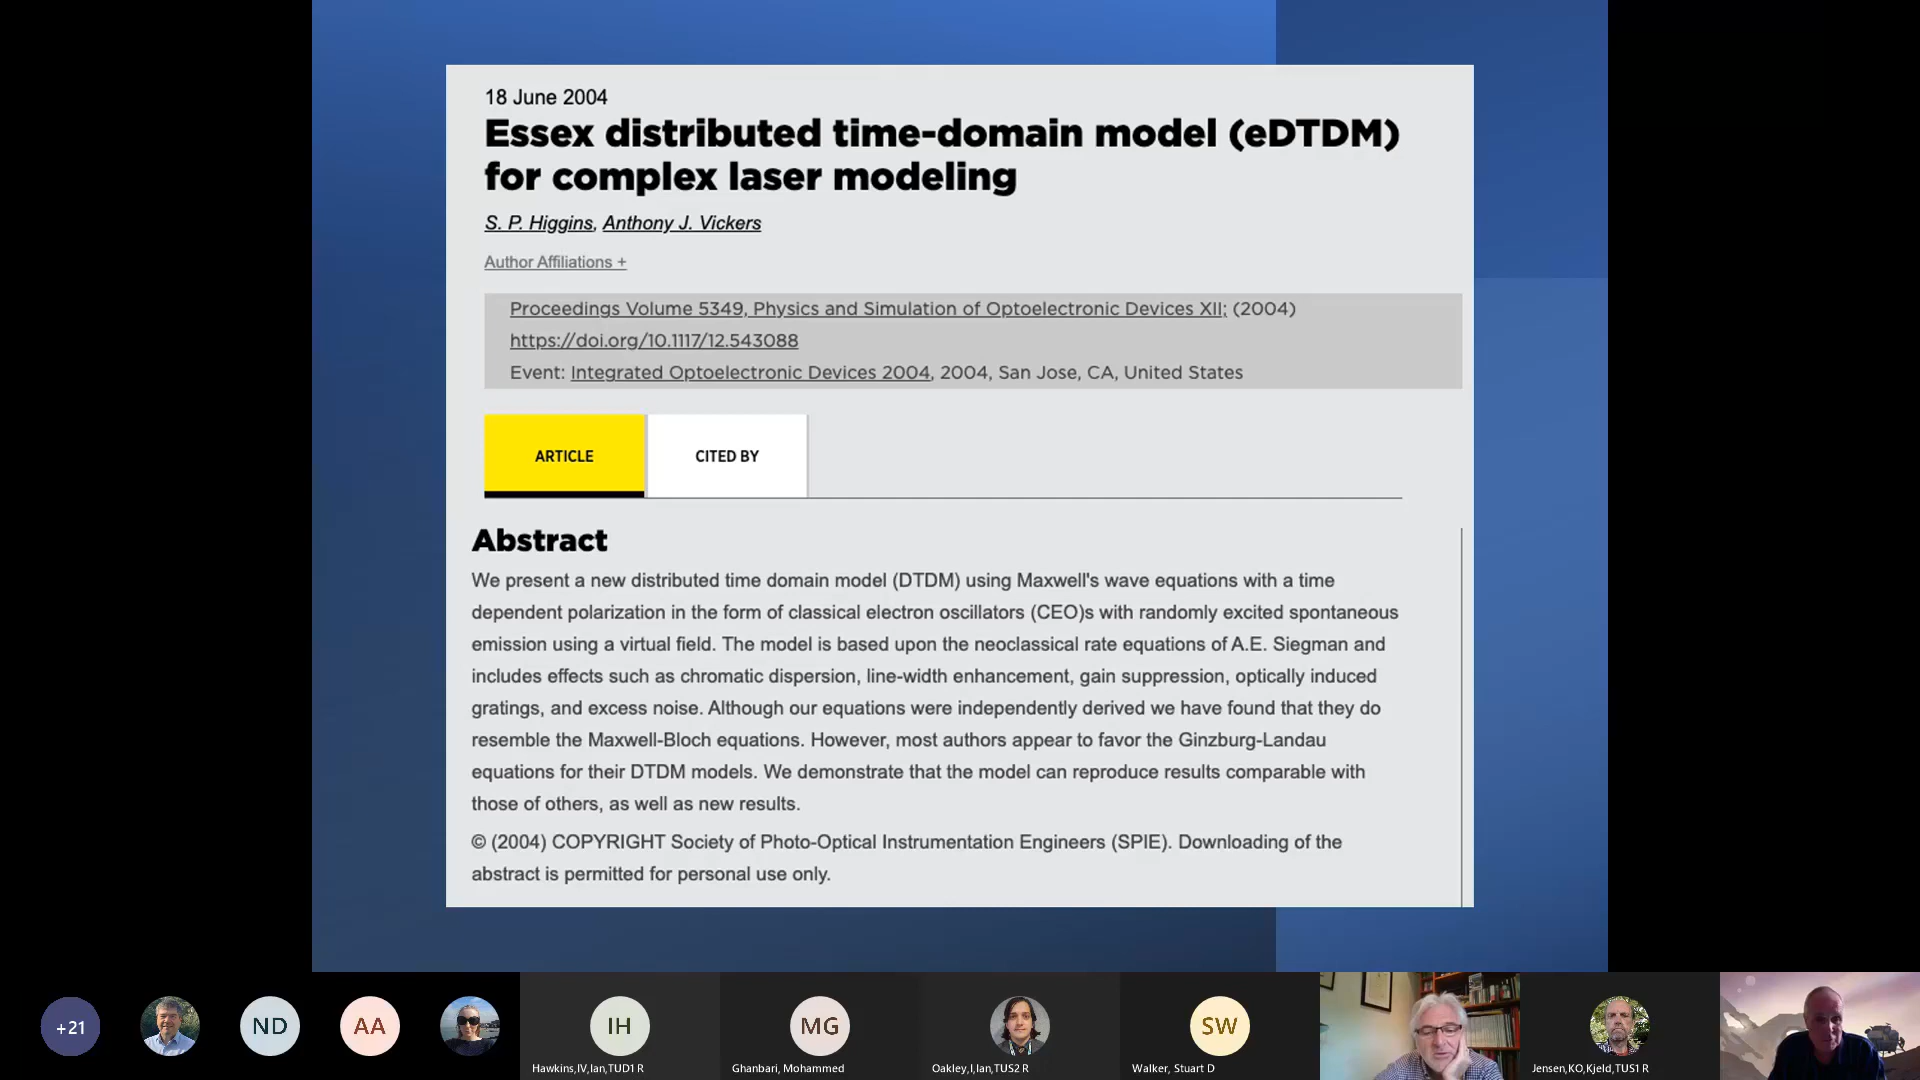 18 June 2004
Essex distributed time-domain model (eDTDM)
for complex laser modeling
S. P. Higgins, Anthony J. Vickers
Author Affiliations +
Proceedings Volume 5349, Physics and Simulation of Optoelectronic Devices XII; (2004)
https://doi.org/10.1117/12.543088
Event: Integrated Optoelectronic Devices 2004, 2004, San Jose, CA, United States
ARTICLE
CITED BY
Abstract
We present a new distributed time domain model (DTDM) using Maxwell's wave equations with a time
dependent polarization in the form of classical electron oscillators (CEO)s with randomly excited spontaneous
emission using a virtual field. The model is based upon the neoclassical rate equations of A.E. Siegman and
includes effects such as chromatic dispersion, line-width enhancement, gain suppression, optically induced
gratings, and excess noise. Although our equations were independently derived we have found that they do
resemble the Maxwell-Bloch equations. However, most authors appear to favor the Ginzburg-Landau
equations for their DTDM models. We demonstrate that the model can reproduce results comparable with
those of others, as well as new results.
© (2004) COPYRIGHT Society of Photo-Optical Instrumentation Engineers (SPIE). Downloading of the
abstract is permitted for personal use only.
+21
ND
AA
IH
MG
SW
Hawkins,IV,Ian,TUD1 R
Ghanbari, Mohammed
Oakley,I,Ian,TUS2 R
Walker, Stuart D
Jensen,KO,Kjeld,TUS1 R